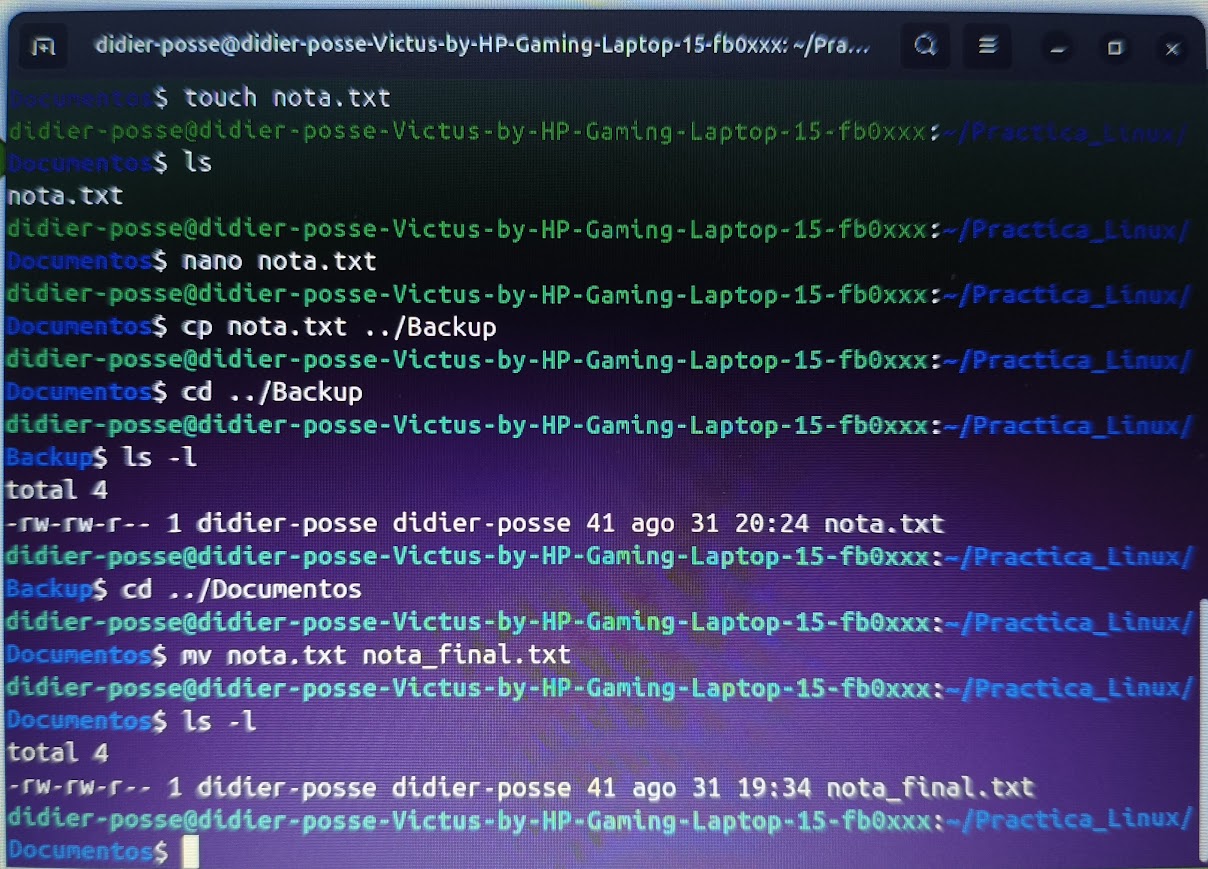 didier-posse@didier-posse-Victus-by-HP-Gaming-Laptop-15-fb0xxx: ~/Pra...
Documentos$ touch nota.txt
didier-posse@didier-posse-Victus-by-HP-Gaming-Laptop-15-fb0xxx:~/Practica_Linux/
Documentos$ ls
nota.txt
didier-posse@didier-posse-Victus-by-HP-Gaming-Laptop-15-fb0xxx:~/Practica_Linux/
Documentos$ nano nota.txt
didier-posse@didier-posse-Victus-by-HP-Gaming-Laptop-15-fb0xxx:~/Practica_Linux/
Documentos$ cp nota.txt ../Backup
didier-posse@didier-posse-Victus-by-HP-Gaming-Laptop-15-fb0xxx:~/Practica_Linux/
Documentos$ cd ../Backup
didier-posse@didier-posse-Victus-by-HP-Gaming-Laptop-15-fb0xxx:~/Practica_Linux/
Backup$ ls -l
total 4
-rw-rw-r-- 1 didier-posse didier-posse 41 ago 31 20:24 nota.txt
didier-posse@didier-posse-Victus-by-HP-Gaming-Laptop-15-fb0xxx:~/Practica_Linux/
Backup$ cd ../Documentos
didier-posse@didier-posse-Victus-by-HP-Gaming-Laptop-15-fb0xxx:~/Practica_Linux/
Documentos$ mv nota.txt nota_final.txt
didier-posse@didier-posse-Victus-by-HP-Gaming-Laptop-15-fb0xxx:~/Practica_Linux/
Documentos$ ls -l
total 4
-rw-rw-r-- 1 didier-posse didier-posse 41 ago 31 19:34 nota_final.txt
didier-posse@didier-posse-Victus-by-HP-Gaming-Laptop-15-fb0xxx:~/Practica_Linux/
Documentos$